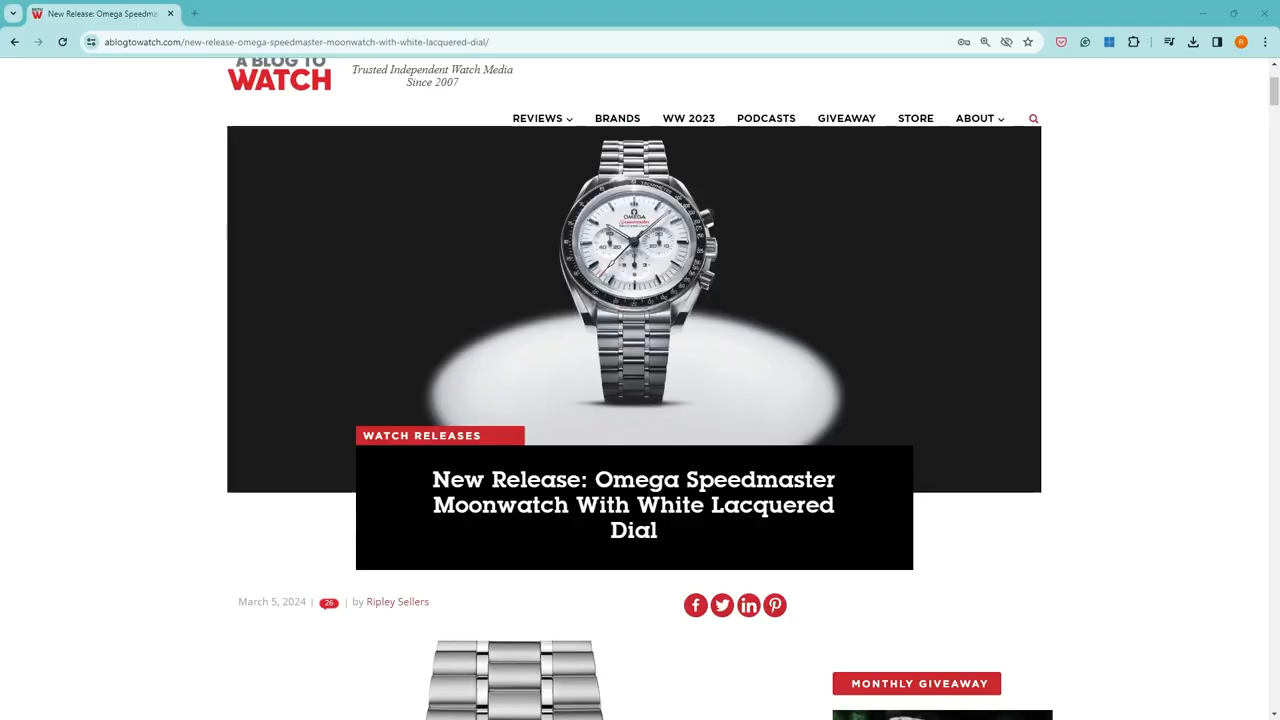 New Release: Omega Speedma
ablogtowatch.com/new-release-omega-speedmaster-moonwatch-with-white-lacquered-dial/
R
A BLOG TO
WATCH
Trusted Independent Watch Media
Since 2007
REVIEWS BRANDS WW 2023 PODCASTS GIVEAWAY STORE ABOUT
OMEGA
Speedmaster
WATCH RELEASES
New Release: Omega Speedmaster
Moonwatch With White Lacquered
Dial
March 5, 2024 | 26 | by Ripley Sellers
MONTHLY GIVEAWAY